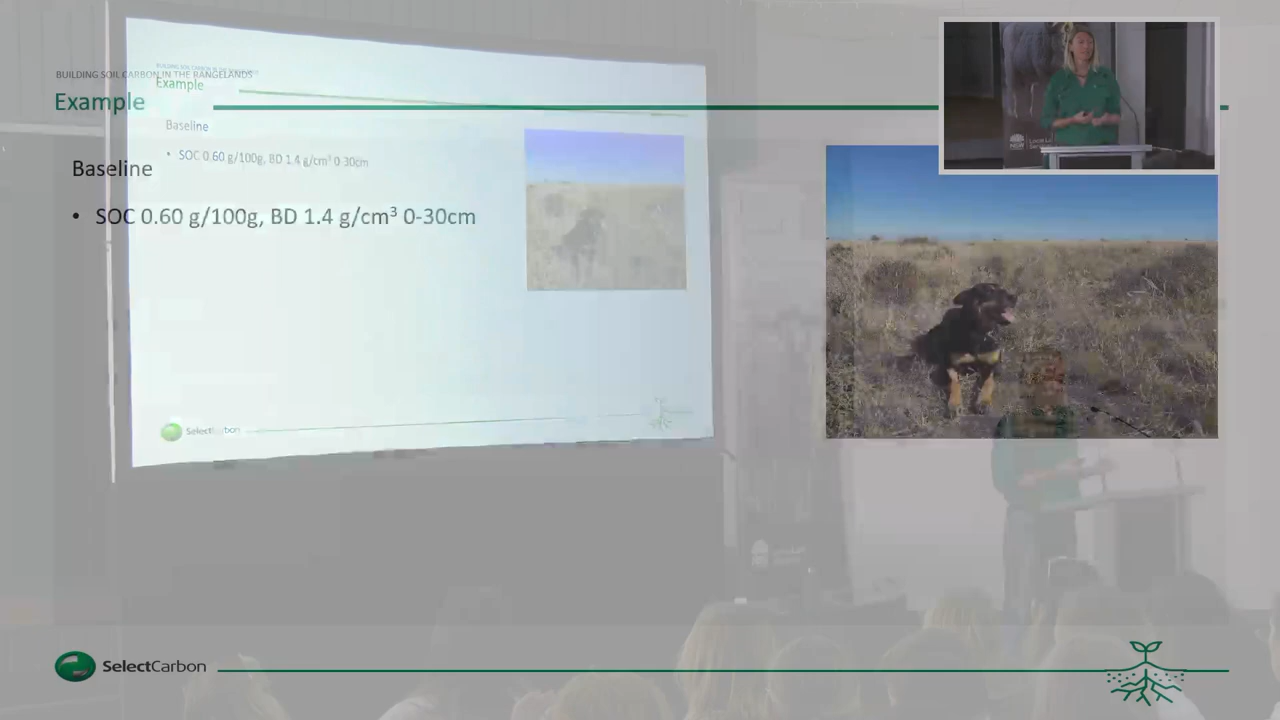 BUILDING SOIL CARBON IN THE RANGELANDS
Example
Baseline
• SOC 0.60 g/100g, BD 1.4 g/cm³ 0-30cm
SelectCarbon
Example
Baseline
• SOC 0.60 g/100g, BD 1.4 g/cm³ 0-30cm